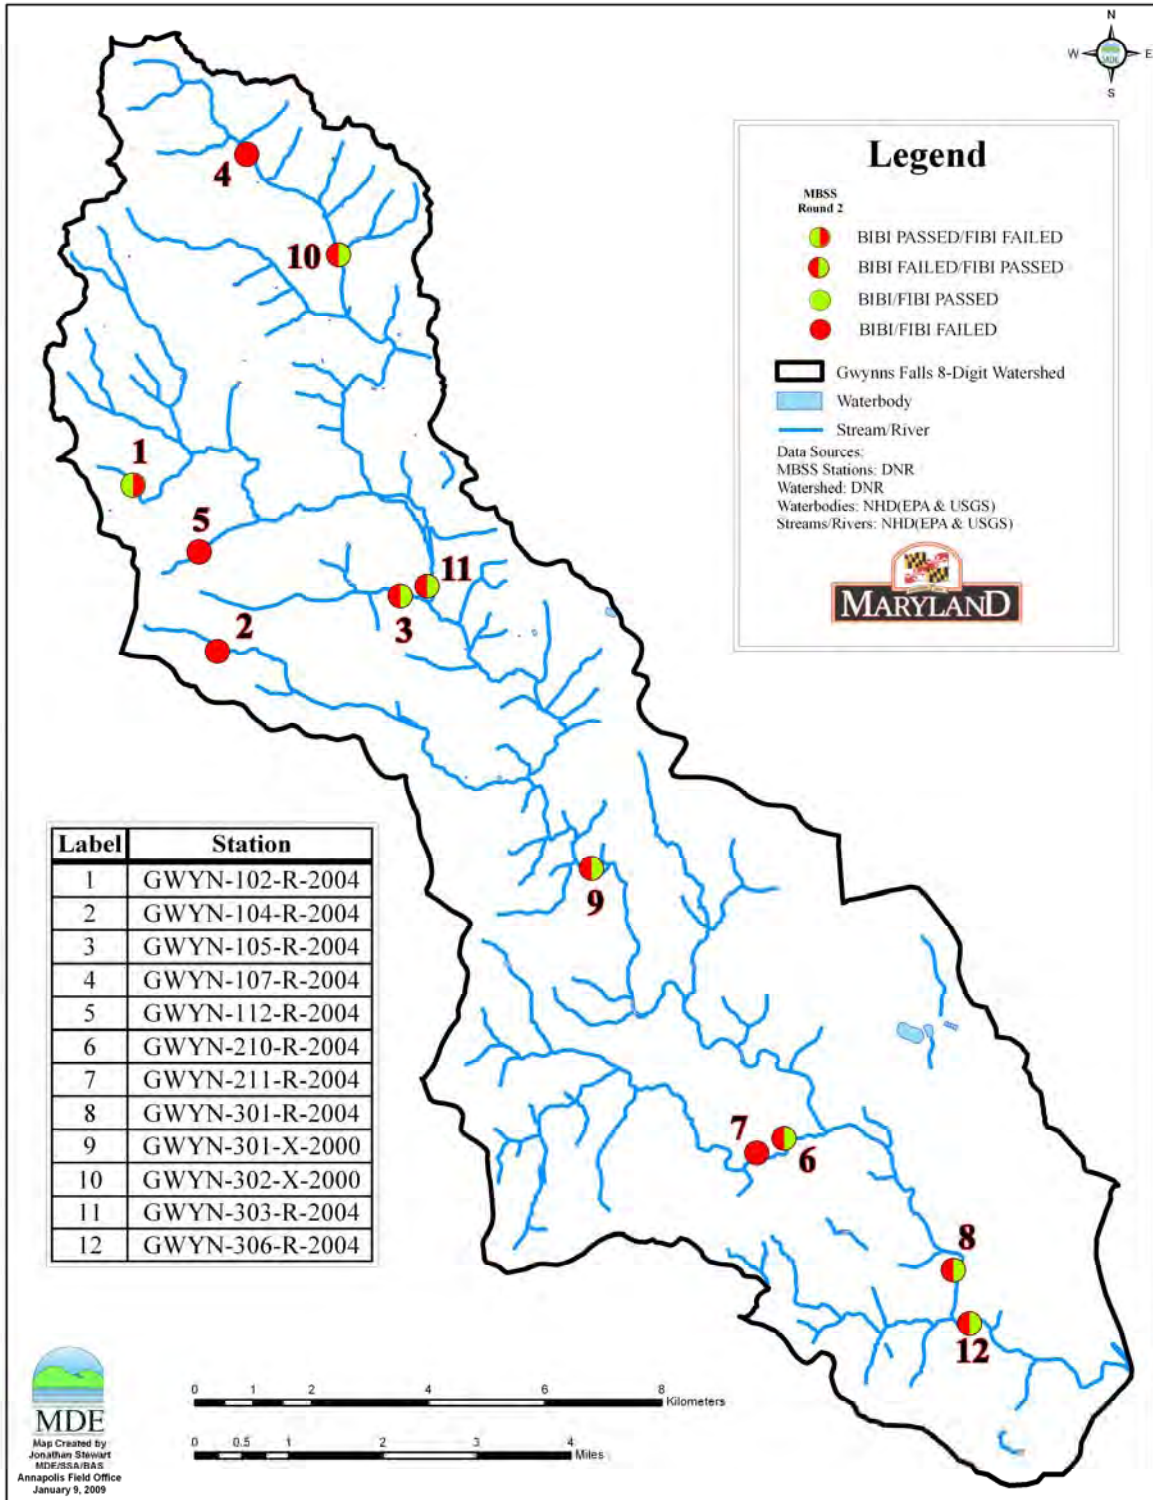 N
W E
S
MDE
Legend
MBSS
Round 2
BIBI PASSED/FIBI FAILED
BIBI FAILED/FIBI PASSED
BIBI/FIBI PASSED
BIBI/FIBI FAILED
Gwynns Falls 8-Digit Watershed
Waterbody
Stream/River
Data Sources:
MBSS Stations: DNR
Watershed: DNR
Waterbodies: NHD(EPA & USGS)
Streams/Rivers: NHD(EPA & USGS)
MARYLAND
4
10
1
5
11
3
2
9
7
6
8
12
Label Station
1 GWYN-102-R-2004
2 GWYN-104-R-2004
3 GWYN-105-R-2004
4 GWYN-107-R-2004
5 GWYN-112-R-2004
6 GWYN-210-R-2004
7 GWYN-211-R-2004
8 GWYN-301-R-2004
9 GWYN-301-X-2000
10 GWYN-302-X-2000
11 GWYN-303-R-2004
12 GWYN-306-R-2004
MDE
Map Created by
Jonathan Stewart
MDE/SSA/BAS
Annapolis Field Office
January 9, 2009
0 1 2 4 6 8
Kilometers
0 0.5 1 2 3 4
Miles